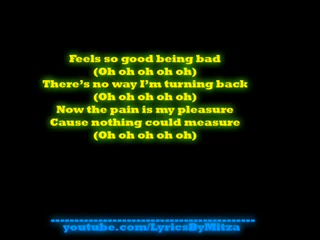 Feels so good being bad
(Oh oh oh oh oh)
There's no way I'm turning back
(Oh oh oh oh oh)
Now the pain is my pleasure
Cause nothing could measure
(Oh oh oh oh oh)
------------------------------------------
youtube.com/LyricsByMitza